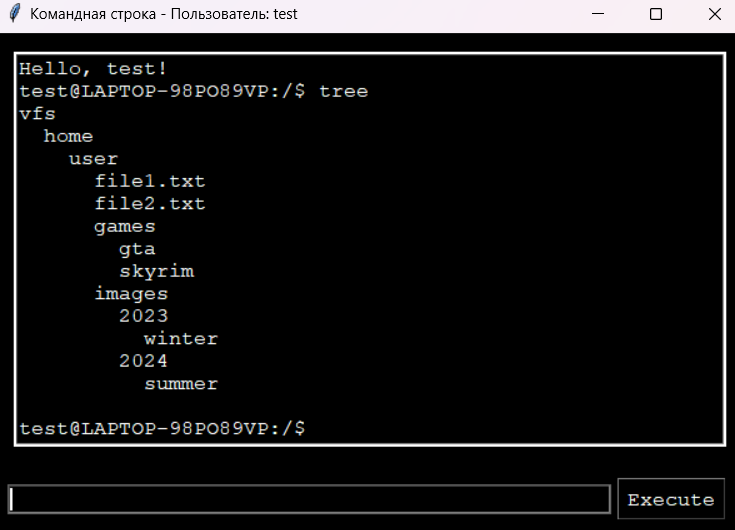 Командная строка - Пользователь: test
Hello, test!
test@LAPTOP-98PO89VP:/$ tree
vfs
  home
    user
      file1.txt
      file2.txt
      games
        gta
        skyrim
      images
        2023
          winter
        2024
          summer
test@LAPTOP-98PO89VP:/$
Execute